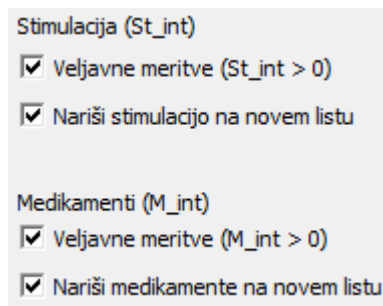 Stimulacija (St_int)
Veljavne meritve (St_int > 0)
Nariši stimulacijo na novem listu
Medikamenti (M_int)
Veljavne meritve (M_int > 0)
Nariši medikamente na novem listu